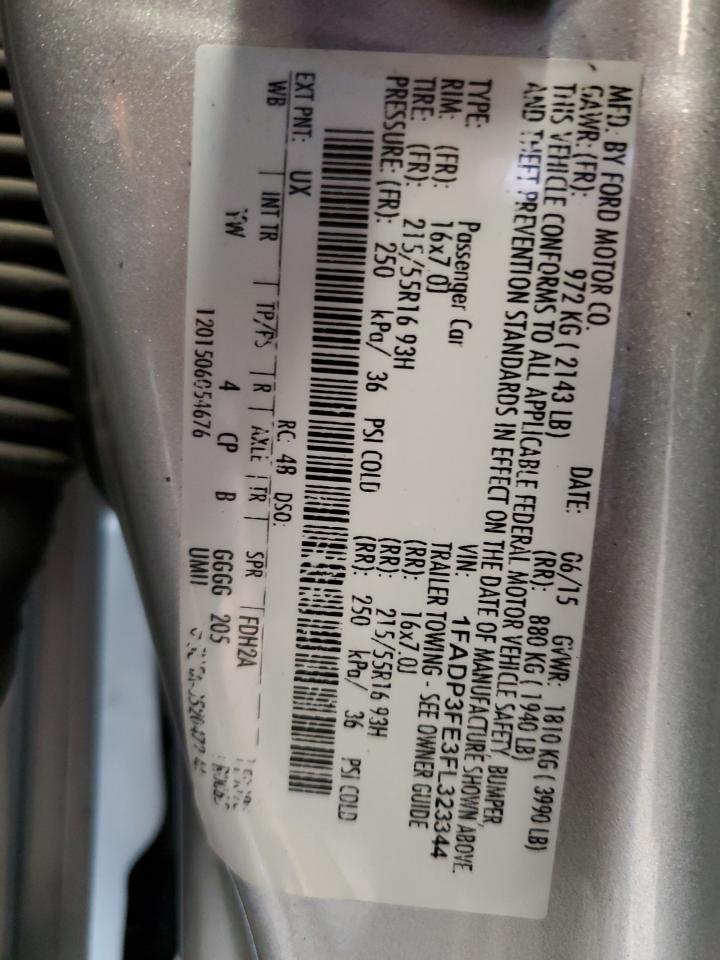 MFD. BY FORD MOTOR CO.
DATE: 06/15 GVWR: 1810 KG ( 3990 LB)
GAWR: (FR): 972 KG ( 2143 LB) (RR): 880 KG ( 1940 LB)
THIS VEHICLE CONFORMS TO ALL APPLICABLE FEDERAL MOTOR VEHICLE SAFETY, BUMPER,
AND THEFT PREVENTION STANDARDS IN EFFECT ON THE DATE OF MANUFACTURE SHOWN ABOVE.
VIN: 1FADP3FE3FL323344
TYPE: Passenger Car TRAILER TOWING - SEE OWNER GUIDE
RIM: (FR): 16x7.0J (RR): 16x7.0J
TIRE: (FR): 215/55R16 93H (RR): 215/55R16 93H
PRESSURE: (FR): 250 kPa/ 36 PSI COLD (RR): 250 kPa/ 36 PSI COLD
EXT PNT: UX RC: 48 DSO:
WB INT TR TP/PS R AXLE TR SPR FDH2A
YW 4 CP B GGGG 205
1201506054676 UMII